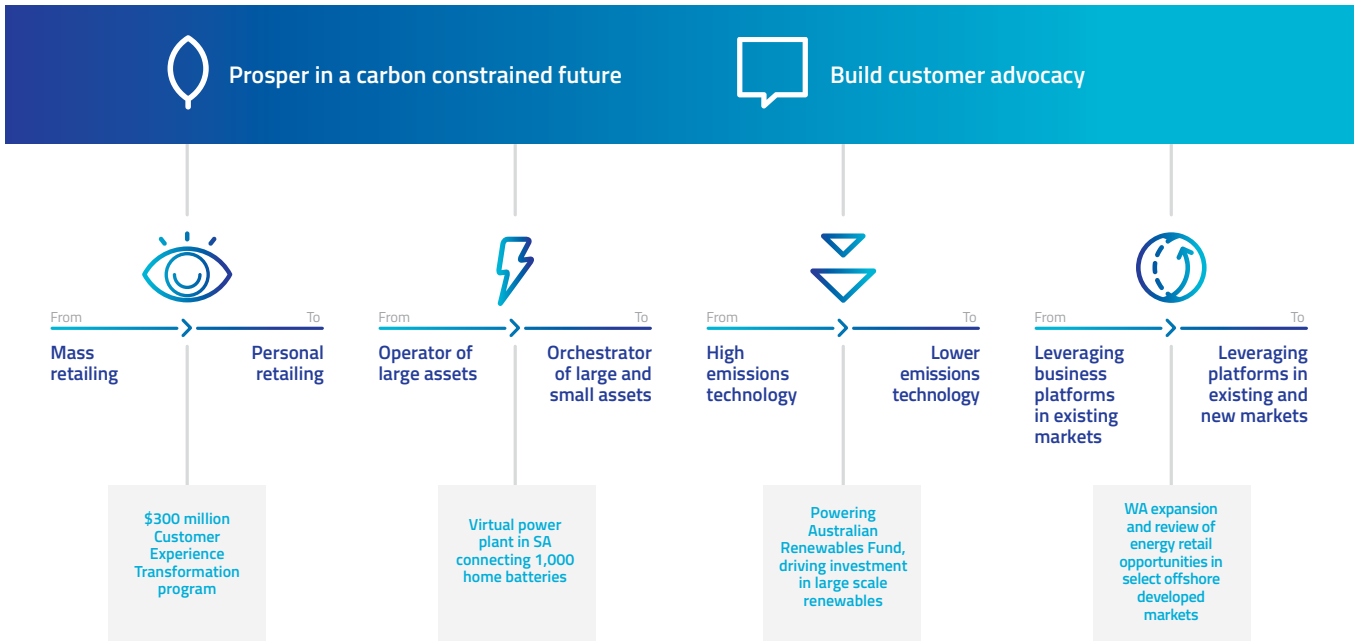 Prosper in a carbon constrained future
Build customer advocacy
From
To
Mass
retailing
Personal
retailing
$300 million
Customer
Experience
Transformation
program
From
To
Operator of
large assets
Orchestrator
of large and
small assets
Virtual power
plant in SA
connecting 1,000
home batteries
From
To
High
emissions
technology
Lower
emissions
technology
Powering
Australian
Renewables Fund,
driving investment
in large scale
renewables
From
To
Leveraging
business
platforms
in existing
markets
Leveraging
platforms in
existing and
new markets
WA expansion
and review of
energy retail
opportunities in
select offshore
developed
markets